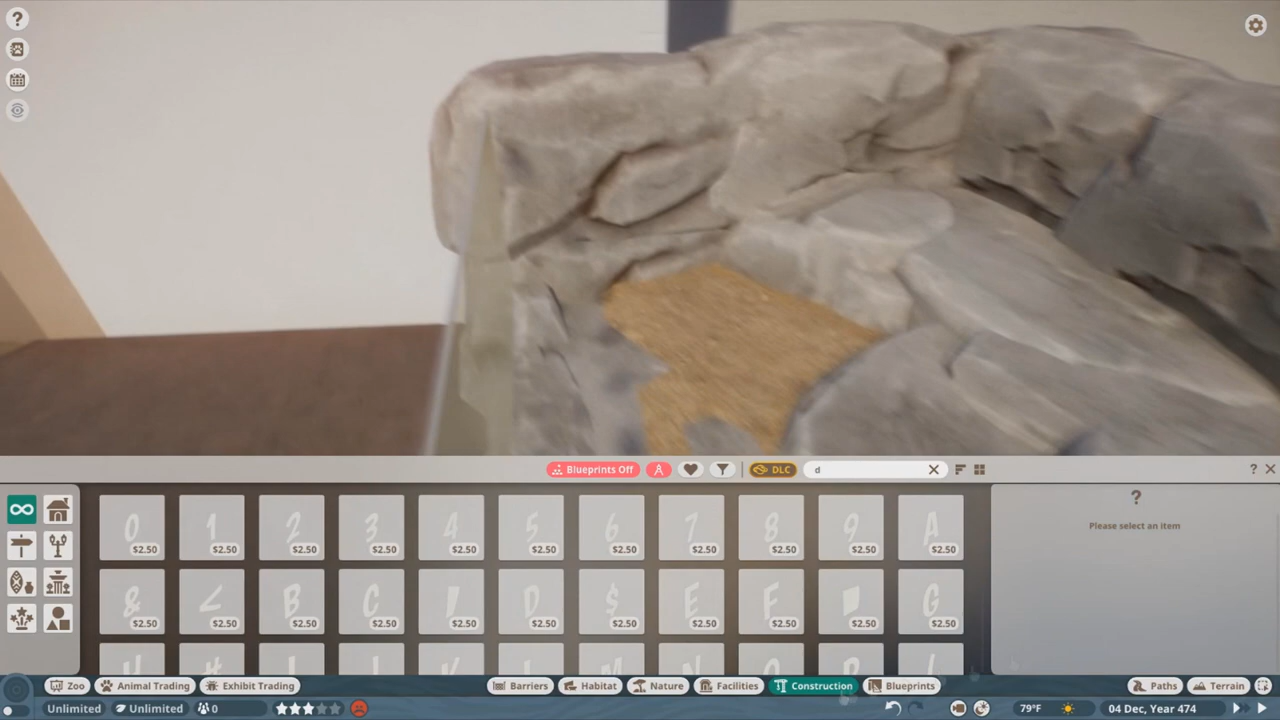 Blueprints Off
DLC
d
?
Please select an item
0 $2.50 1 $2.50 2 $2.50 3 $2.50 4 $2.50 5 $2.50 6 $2.50 7 $2.50 8 $2.50 9 $2.50 A $2.50
& $2.50 < $2.50 B $2.50 C $2.50 $2.50 D $2.50 $ $2.50 E $2.50 F $2.50 $2.50 G $2.50
Zoo Animal Trading Exhibit Trading Barriers Habitat Nature Facilities Construction Blueprints Paths Terrain
Unlimited Unlimited 0 79°F 04 Dec, Year 474